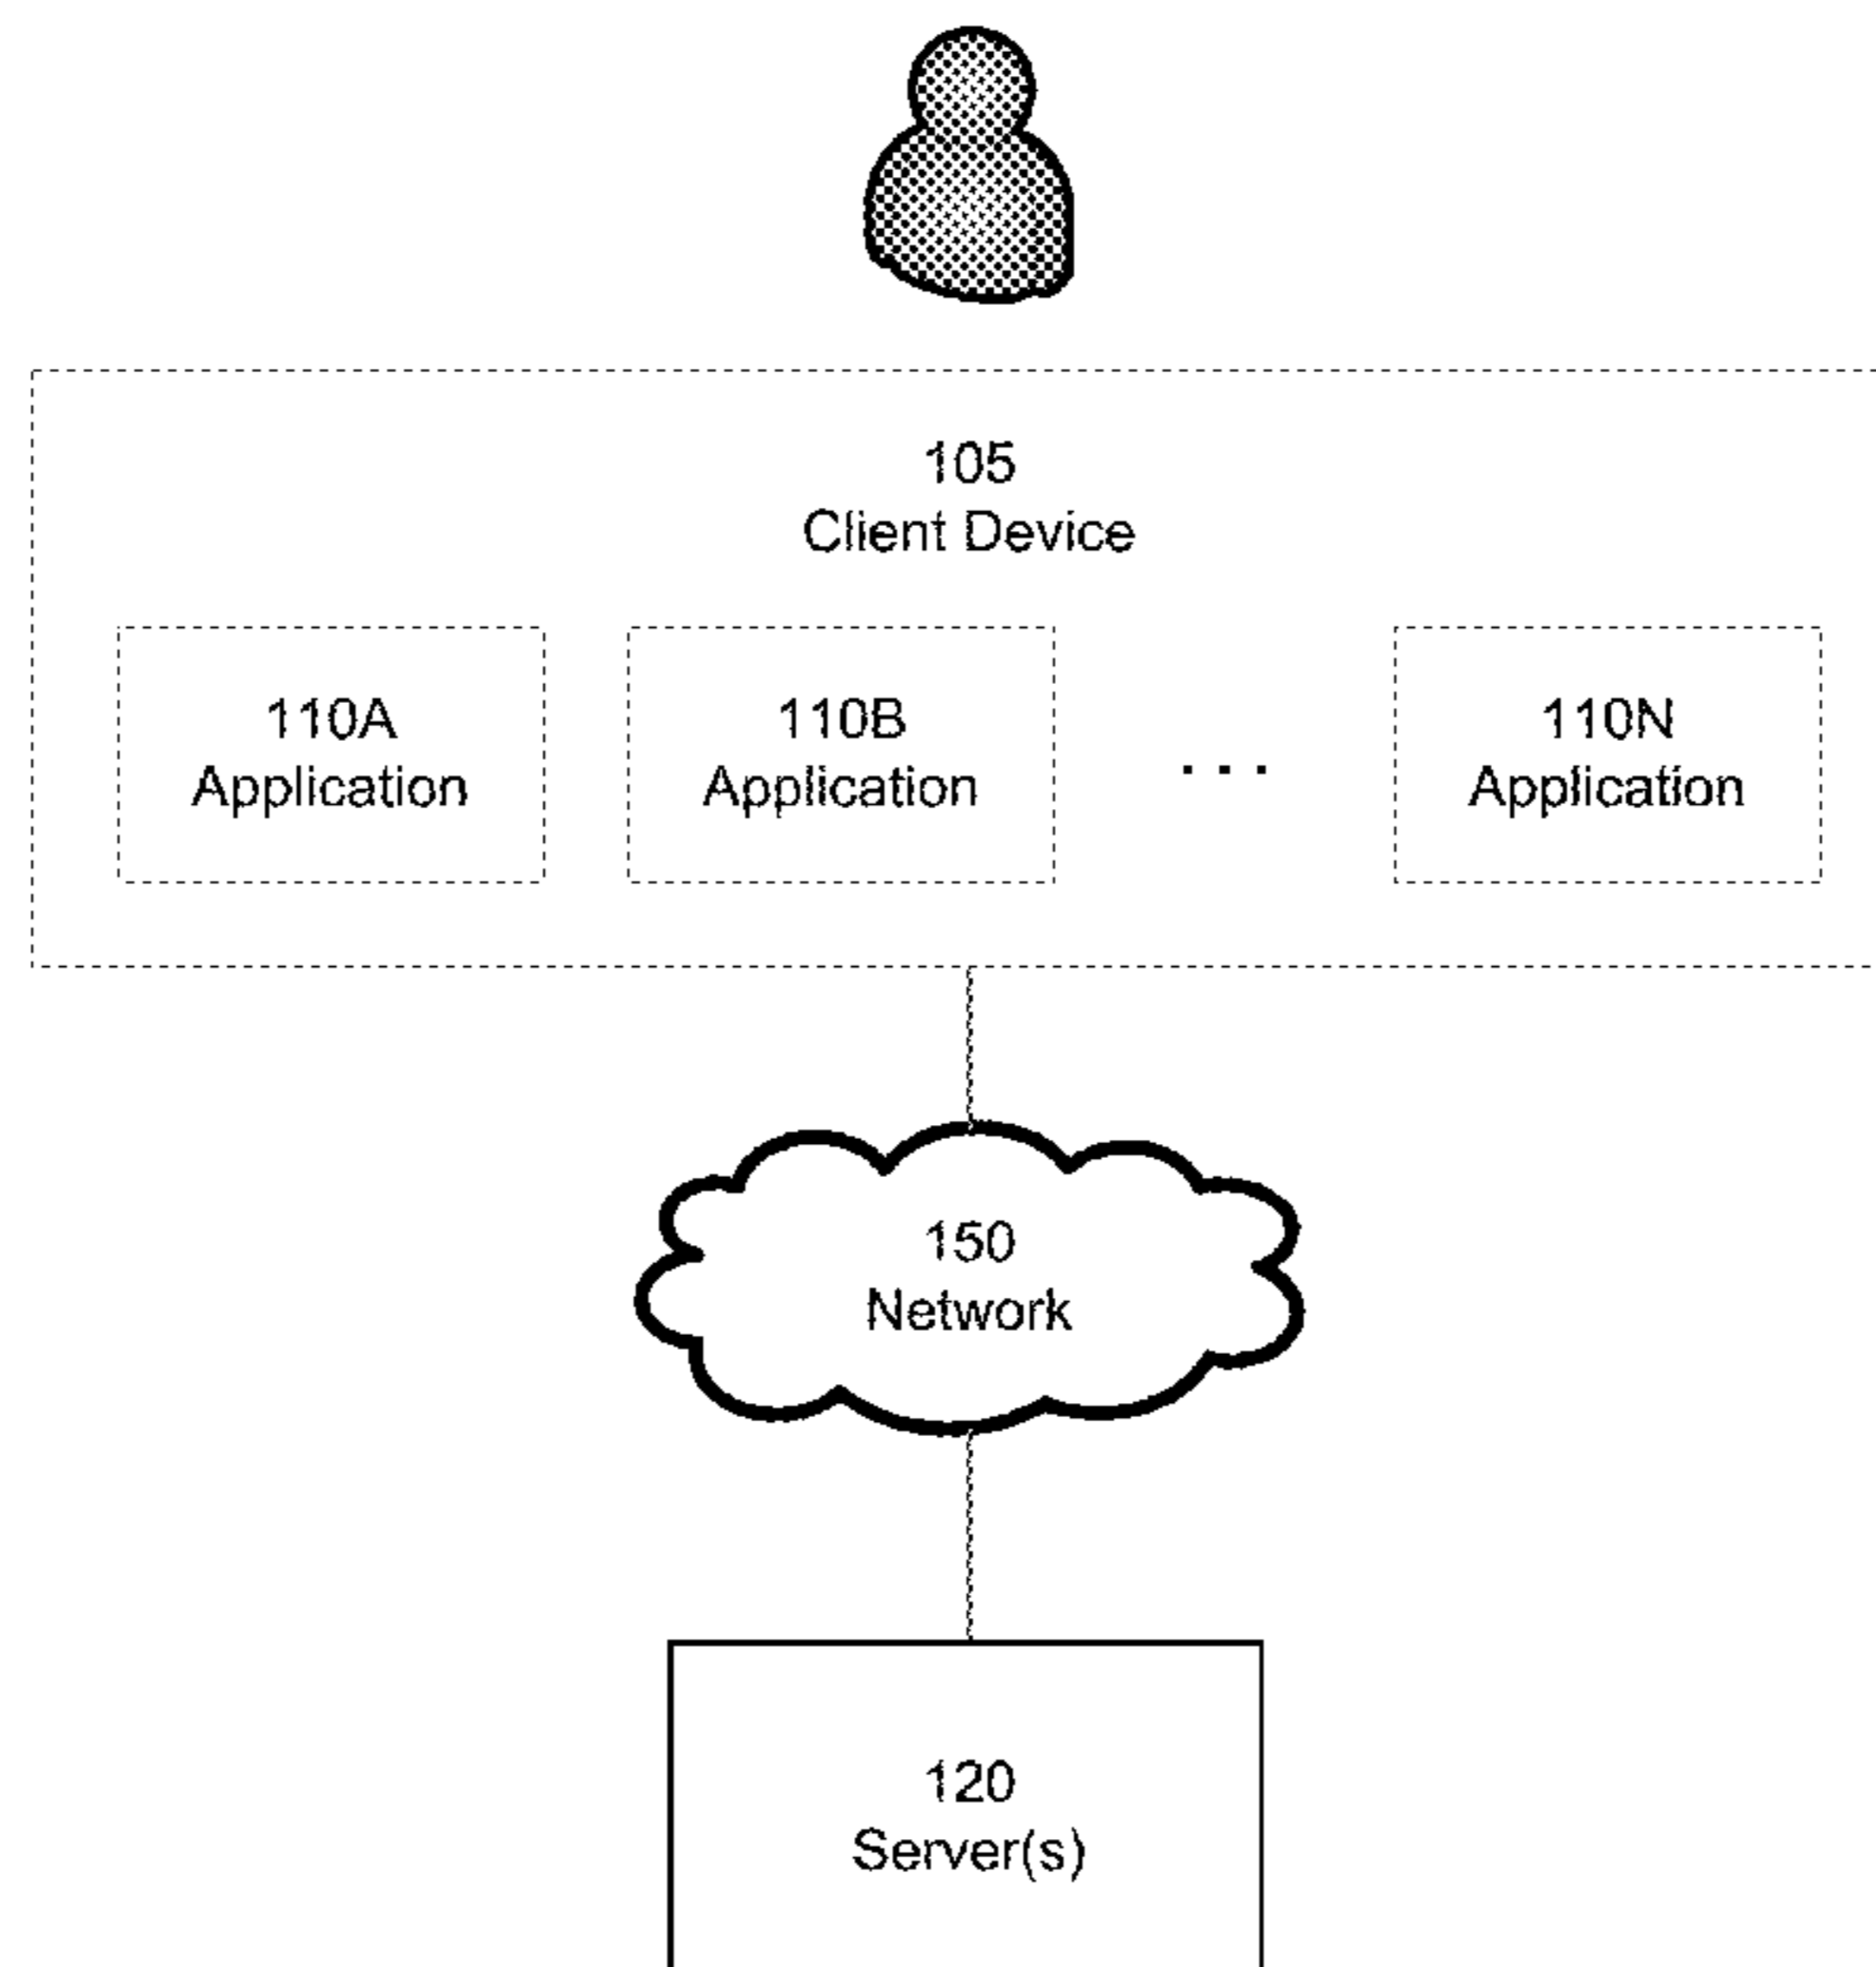 105
Client Device
110A
Application
110B
Application
. . .
110N
Application
150
Network
120
Server(s)